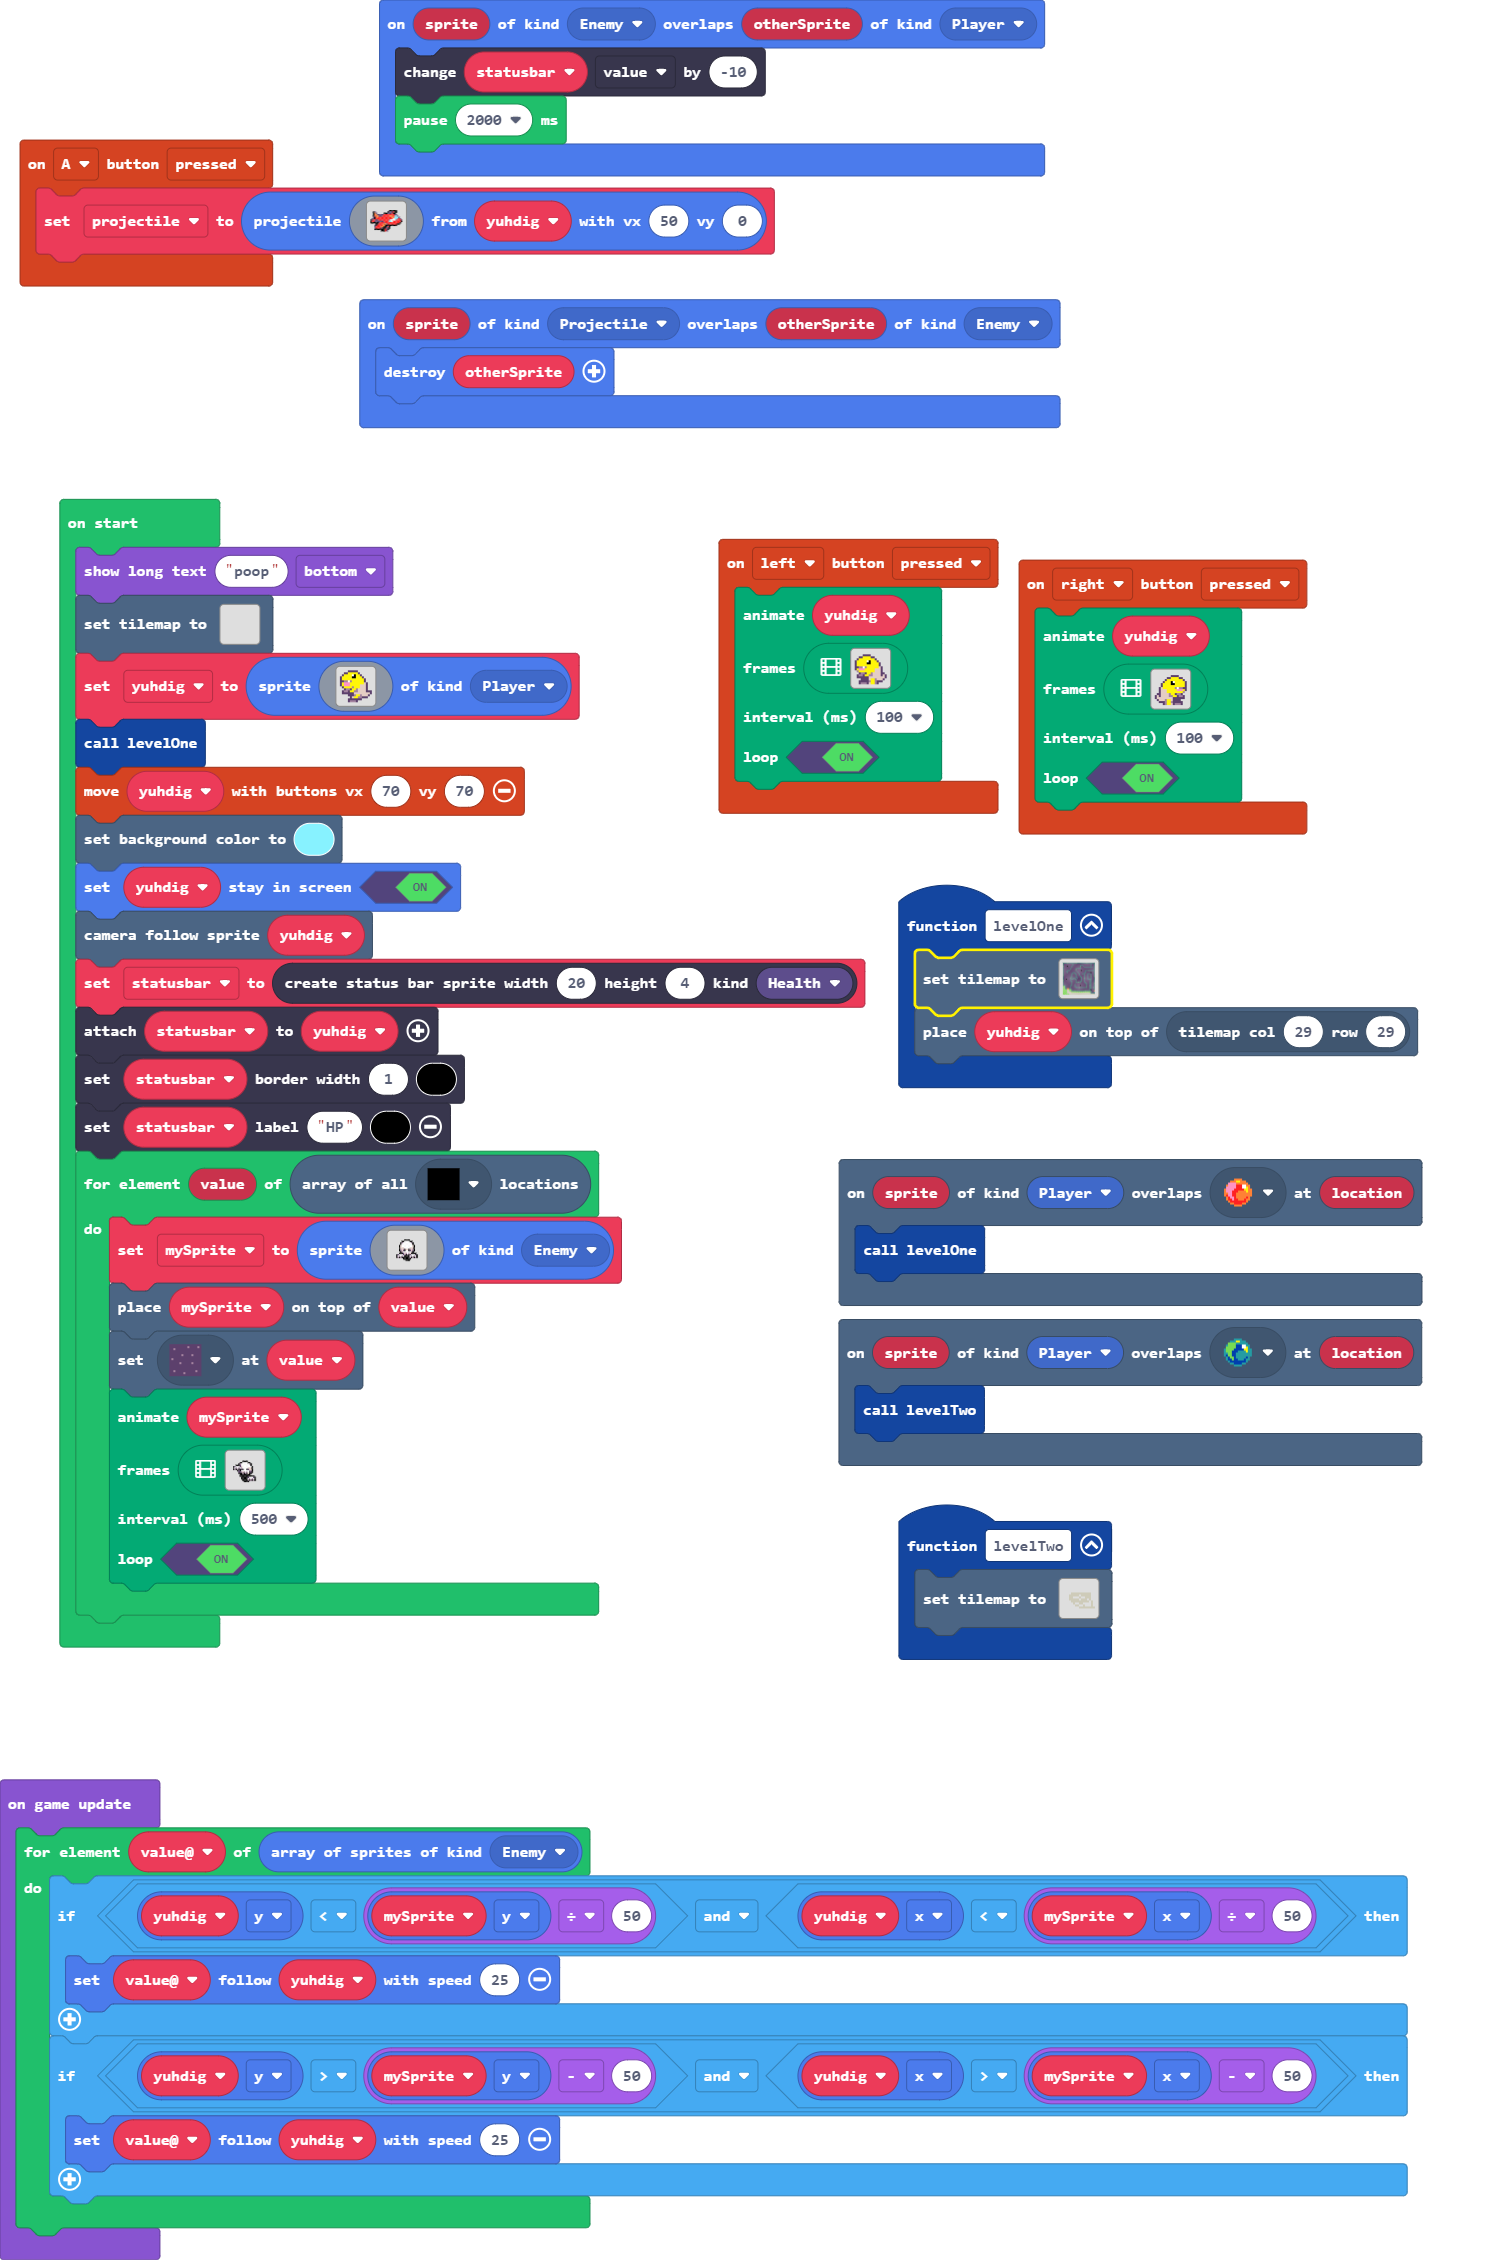 on sprite of kind Enemy overlaps otherSprite of kind Player
change statusbar value by -10
pause 2000 ms
on A button pressed
set projectile to projectile from yuhdig with vx 50 vy 0
on sprite of kind Projectile overlaps otherSprite of kind Enemy
destroy otherSprite
on start
show long text "poop" bottom
set tilemap to
set yuhdig to sprite of kind Player
call levelOne
move yuhdig with buttons vx 70 vy 70
set background color to
set yuhdig stay in screen ON
camera follow sprite yuhdig
set statusbar to create status bar sprite width 20 height 4 kind Health
attach statusbar to yuhdig
set statusbar border width 1
set statusbar label "HP"
for element value of array of all locations
do
set mySprite to sprite of kind Enemy
place mySprite on top of value
set at value
animate mySprite
frames
interval (ms) 500
loop ON
on left button pressed
animate yuhdig
frames
interval (ms) 100
loop ON
on right button pressed
animate yuhdig
frames
interval (ms) 100
loop ON
function levelOne
set tilemap to
place yuhdig on top of tilemap col 29 row 29
on sprite of kind Player overlaps at location
call levelOne
on sprite of kind Player overlaps at location
call levelTwo
function levelTwo
set tilemap to
on game update
for element value@ of array of sprites of kind Enemy
do
if yuhdig y < mySprite y ÷ 50 and yuhdig x < mySprite x ÷ 50 then
set value@ follow yuhdig with speed 25
if yuhdig y > mySprite y - 50 and yuhdig x > mySprite x - 50 then
set value@ follow yuhdig with speed 25